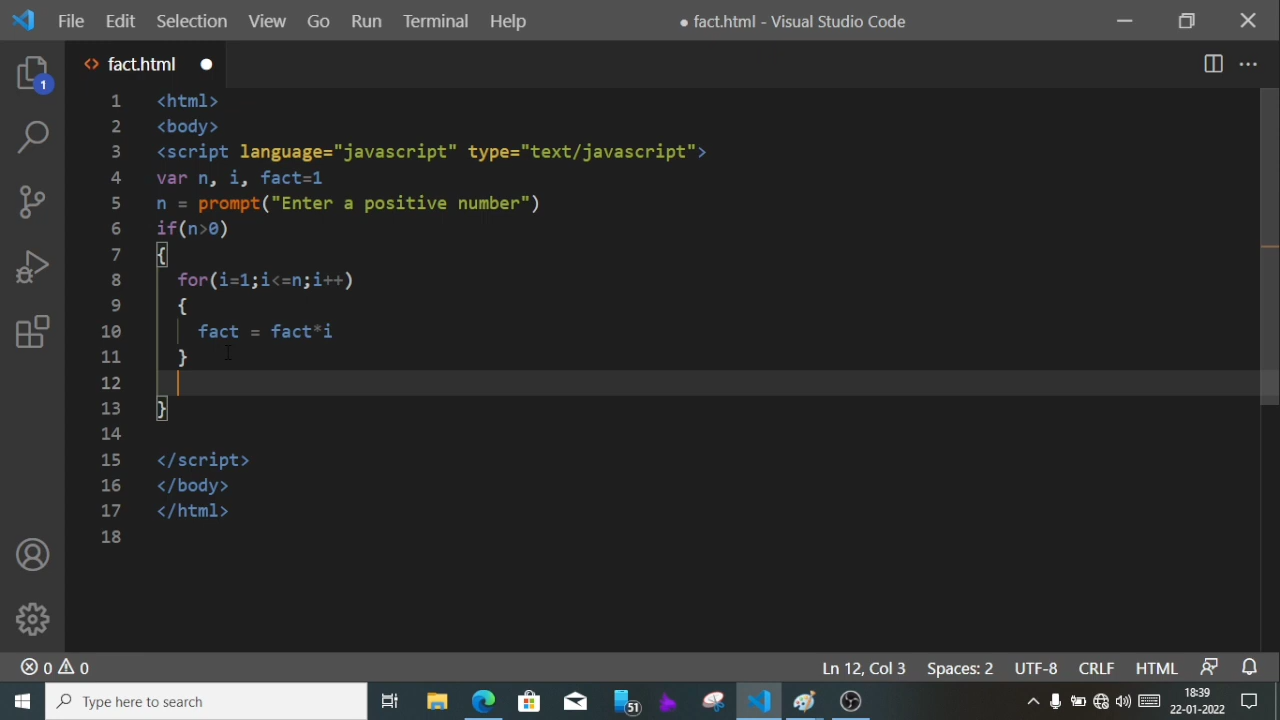 File Edit Selection View Go Run Terminal Help ● fact.html - Visual Studio Code
<> fact.html ●
1
1 <html>
2 <body>
3 <script language="javascript" type="text/javascript">
4 var n, i, fact=1
5 n = prompt("Enter a positive number")
6 if(n>0)
7 {
8 for(i=1;i<=n;i++)
9 {
10 fact = fact*i
11 }
12
13 }
14
15 </script>
16 </body>
17 </html>
18
0 0 Ln 12, Col 3 Spaces: 2 UTF-8 CRLF HTML
Type here to search 51 18:39
22-01-2022